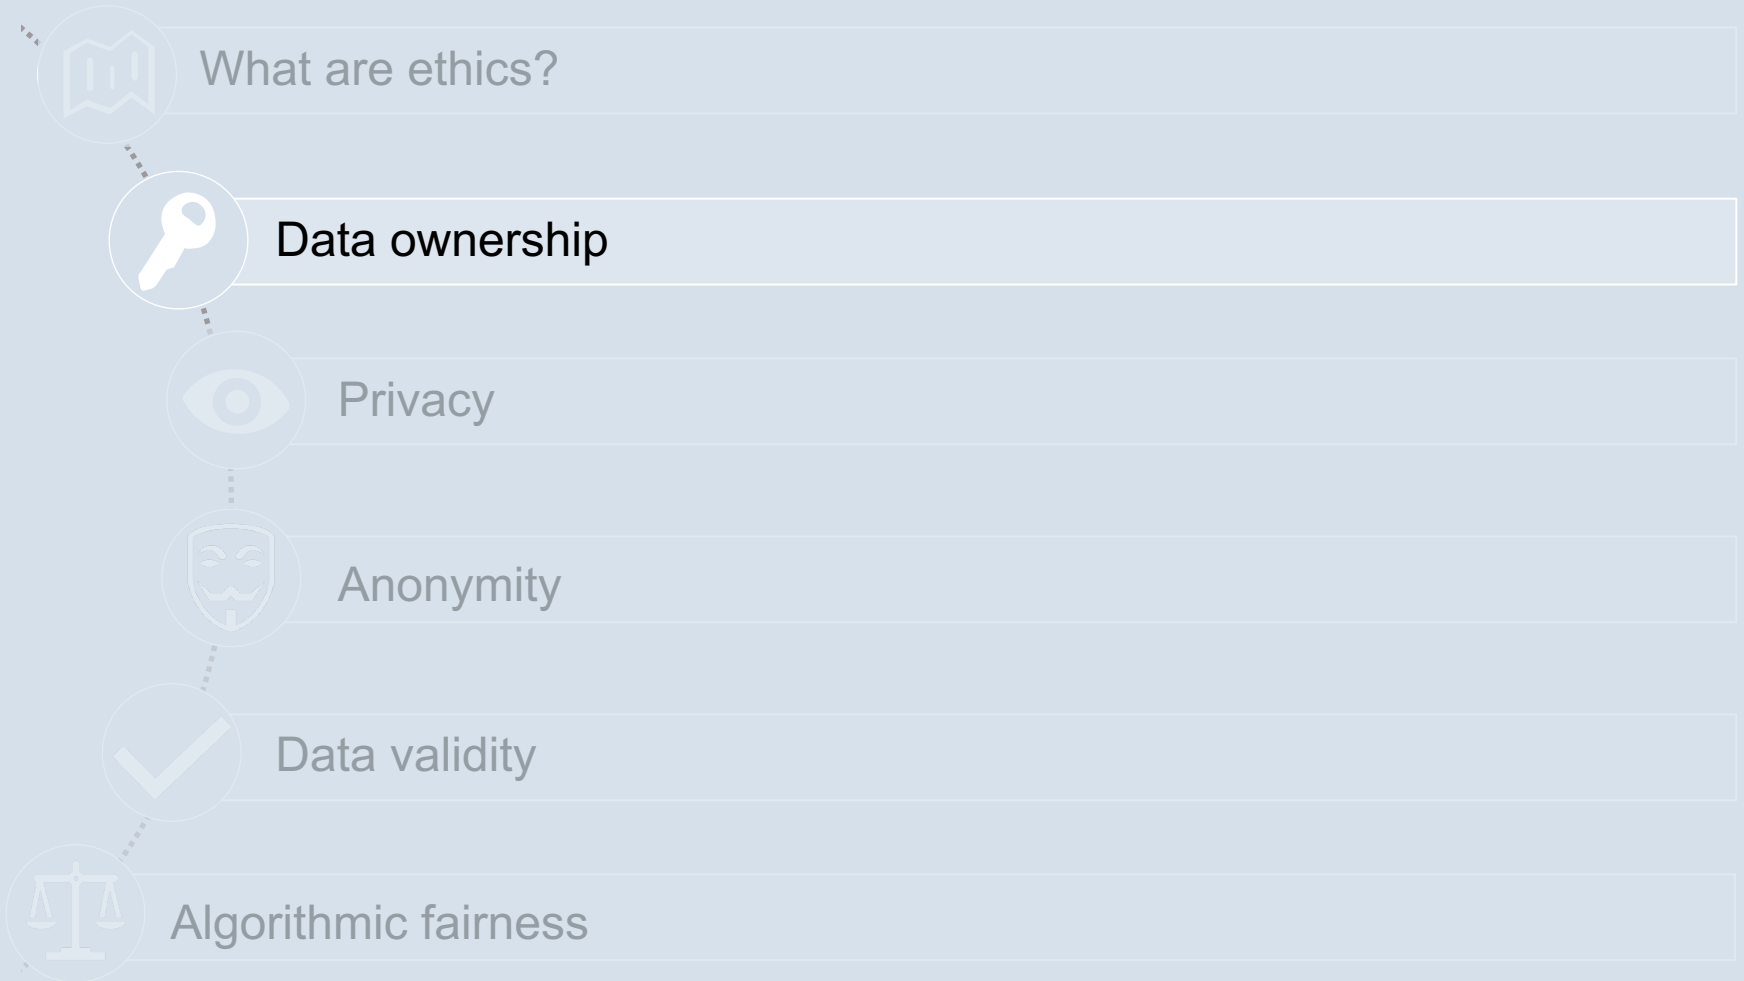 What are ethics?
Data ownership
Privacy
Anonymity
Data validity
Algorithmic fairness